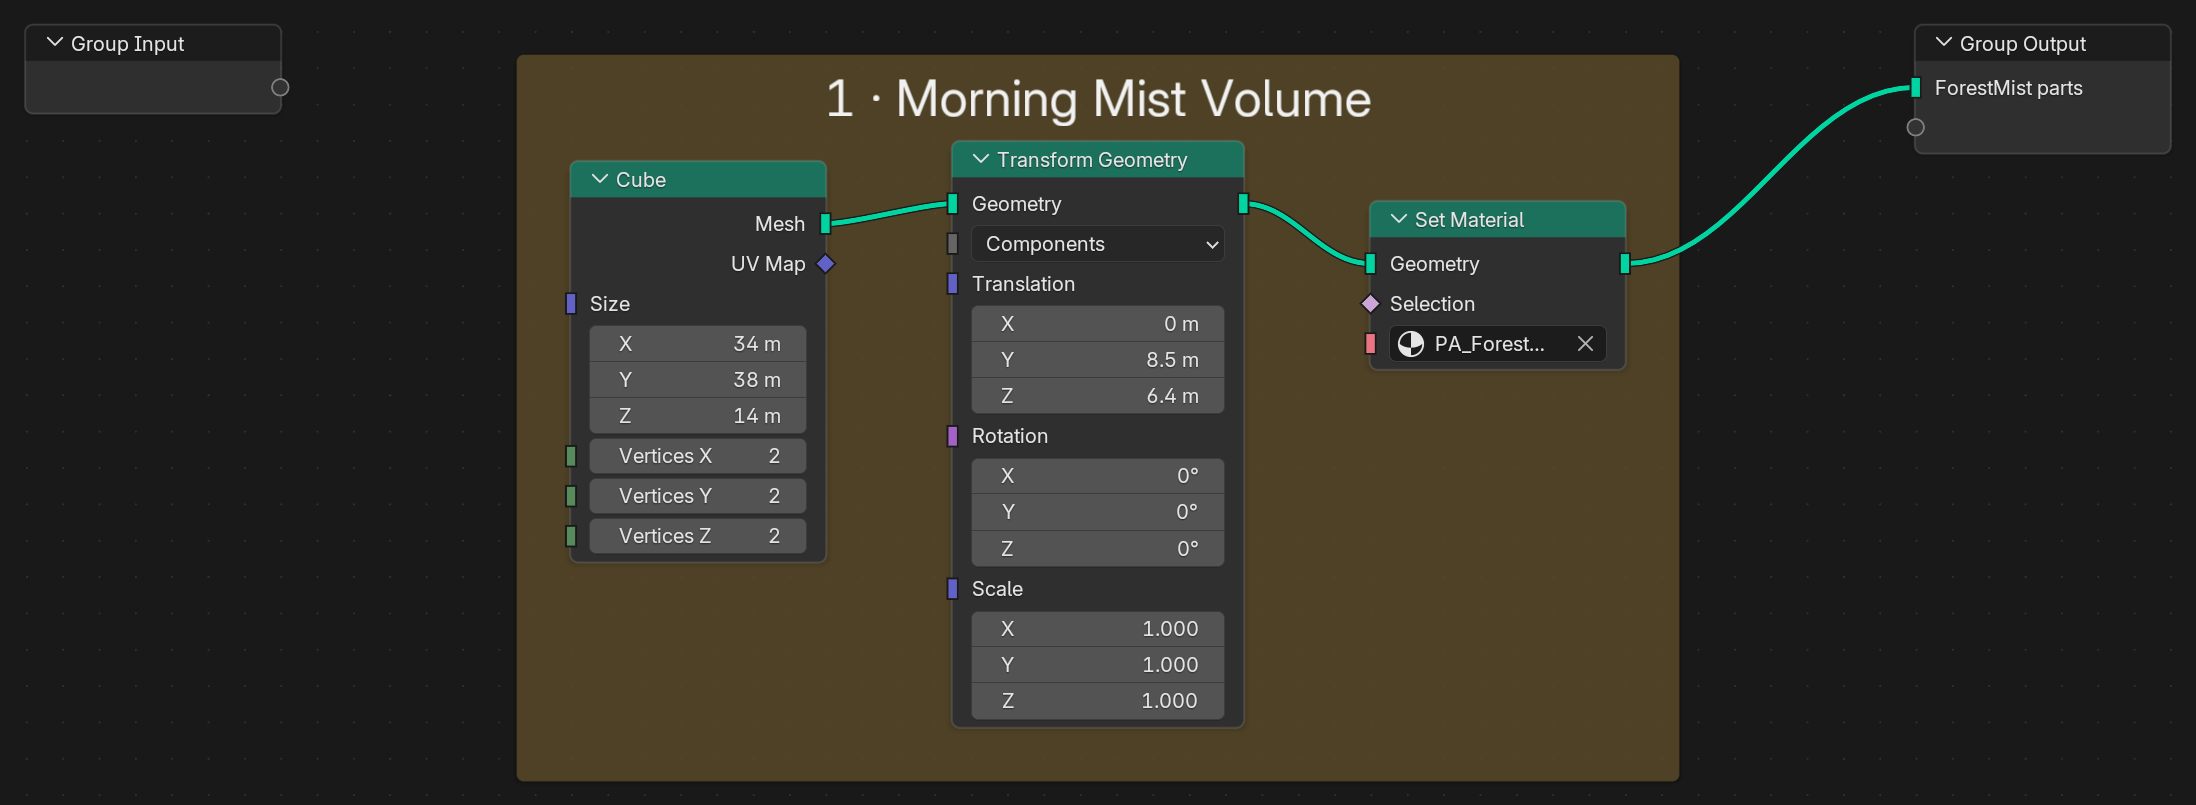 Group Input
1 · Morning Mist Volume
Cube
Mesh
UV Map
Size
X 34 m
Y 38 m
Z 14 m
Vertices X 2
Vertices Y 2
Vertices Z 2
Transform Geometry
Geometry
Components
Translation
X 0 m
Y 8.5 m
Z 6.4 m
Rotation
X 0°
Y 0°
Z 0°
Scale
X 1.000
Y 1.000
Z 1.000
Set Material
Geometry
Selection
PA_Forest...
Group Output
ForestMist parts